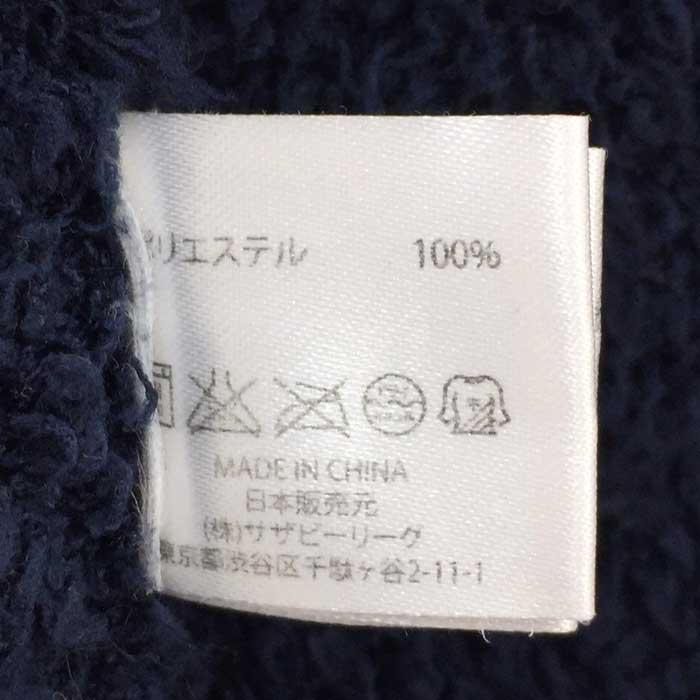 ポリエステル 100%
MADE IN CHINA
日本販売元
(株)サザビーリーグ
東京都渋谷区千駄ヶ谷2-11-1